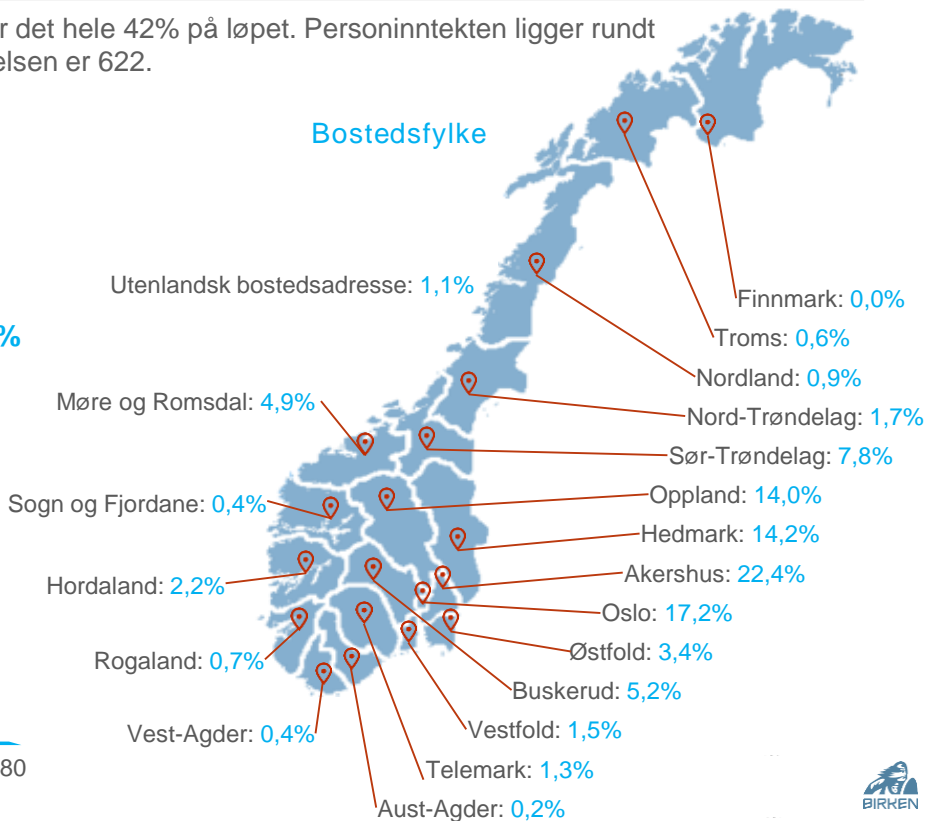 r det hele 42% på løpet. Personinntekten ligger rundt
elsen er 622.
Bostedsfylke
Utenlandsk bostedsadresse: 1,1%
%
Møre og Romsdal: 4,9%
Sogn og Fjordane: 0,4%
Hordaland: 2,2%
Rogaland: 0,7%
Vest-Agder: 0,4%
Finnmark: 0,0%
Troms: 0,6%
Nordland: 0,9%
Nord-Trøndelag: 1,7%
Sør-Trøndelag: 7,8%
Oppland: 14,0%
Hedmark: 14,2%
Akershus: 22,4%
Oslo: 17,2%
Østfold: 3,4%
Buskerud: 5,2%
Vestfold: 1,5%
Telemark: 1,3%
Aust-Agder: 0,2%
80
BIRKEN